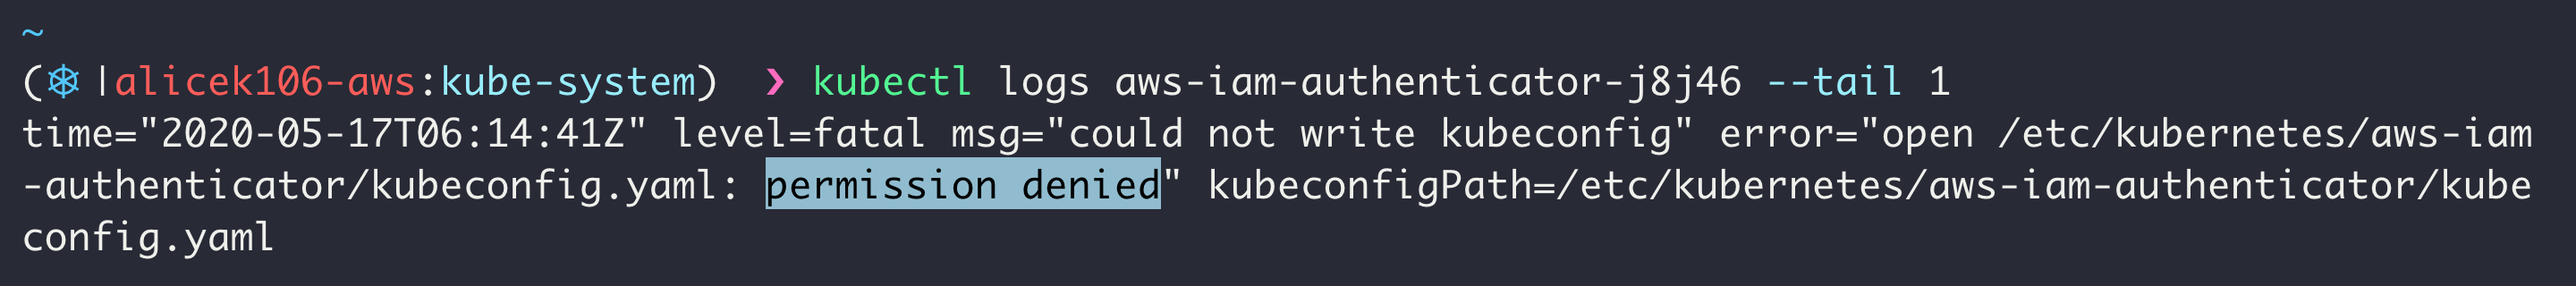 ~
(⎈ |alicek106-aws:kube-system)  ❯ kubectl logs aws-iam-authenticator-j8j46 --tail 1
time="2020-05-17T06:14:41Z" level=fatal msg="could not write kubeconfig" error="open /etc/kubernetes/aws-iam
-authenticator/kubeconfig.yaml: permission denied" kubeconfigPath=/etc/kubernetes/aws-iam-authenticator/kube
config.yaml